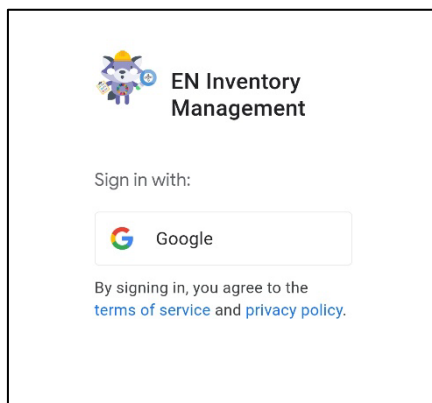 EN Inventory
Management
Sign in with:
Google
By signing in, you agree to the
terms of service and privacy policy.